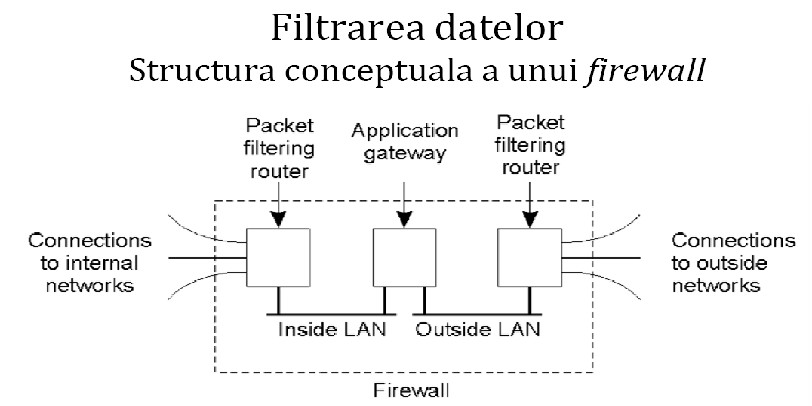 Filtrarea datelor
Structura conceptuala a unui firewall
Packet
filtering
router
Application
gateway
Packet
filtering
router
Connections
to internal
networks
Connections
to outside
networks
Inside LAN
Outside LAN
Firewall